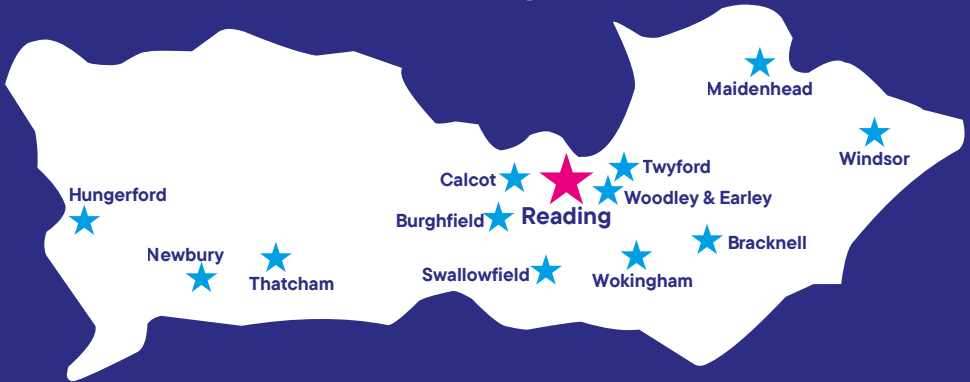 Maidenhead
Windsor
Twyford
Calcot
Woodley & Earley
Hungerford
Reading
Burghfield
Bracknell
Newbury
Swallowfield
Wokingham
Thatcham